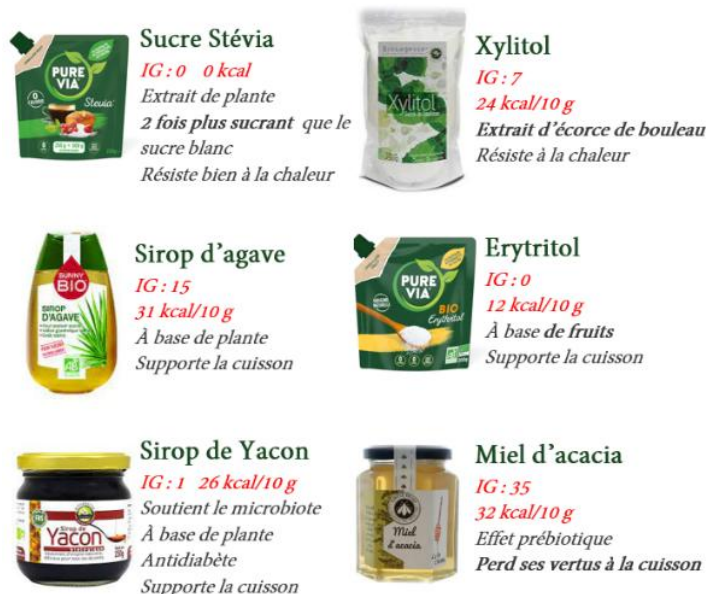 Sucre Stévia
IG : 0 0 kcal
Extrait de plante
2 fois plus sucrant que le
sucre blanc
Résiste bien à la chaleur
PURE
VIA
Stevia
Xylitol
IG : 7
24 kcal/10 g
Extrait d'écorce de bouleau
Résiste à la chaleur
Xylitol
Sirop d'agave
IG : 15
31 kcal/10 g
À base de plante
Supporte la cuisson
SUNNY
BIO
SIROP
D'AGAVE
Erytritol
IG : 0
12 kcal/10 g
À base de fruits
Supporte la cuisson
PURE
VIA
BIO
Erythritol
Sirop de Yacon
IG : 1 26 kcal/10 g
Soutient le microbiote
À base de plante
Antidiabète
Supporte la cuisson
Sirop de
Yacon
Miel d'acacia
IG : 35
32 kcal/10 g
Effet prébiotique
Perd ses vertus à la cuisson
Miel
d'acacia